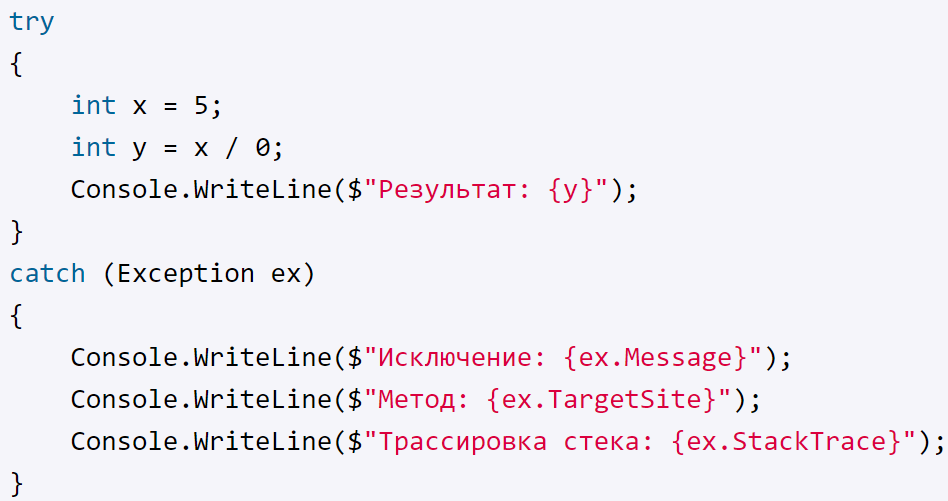 try
{
    int x = 5;
    int y = x / 0;
    Console.WriteLine($"Результат: {y}");
}
catch (Exception ex)
{
    Console.WriteLine($"Исключение: {ex.Message}");
    Console.WriteLine($"Метод: {ex.TargetSite}");
    Console.WriteLine($"Трассировка стека: {ex.StackTrace}");
}